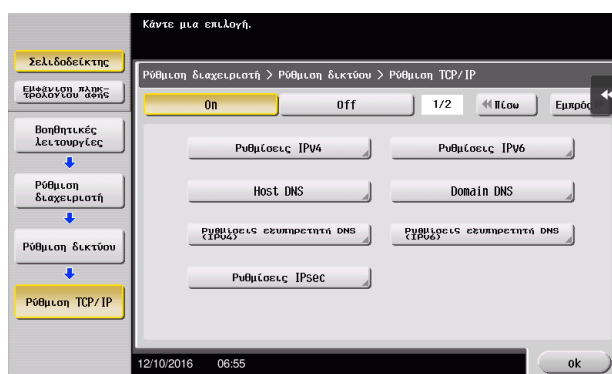 Κάντε μια επιλογή.
Σελιδοδείκτης
Εμφάνιση πληκ-
τρολογίου αφής
Βοηθητικές
λειτουργίες
Ρύθμιση
διαχειριστή
Ρύθμιση δικτύου
Ρύθμιση TCP/IP
Ρύθμιση διαχειριστή > Ρύθμιση δικτύου > Ρύθμιση TCP/IP
On
Off
1/2
Πίσω
Εμπρός
Ρυθμίσεις IPv4
Ρυθμίσεις IPv6
Host DNS
Domain DNS
Ρυθμίσεις εξυπηρετητή DNS
(IPv4)
Ρυθμίσεις εξυπηρετητή DNS
(IPv6)
Ρυθμίσεις IPsec
12/10/2016 06:55
ok